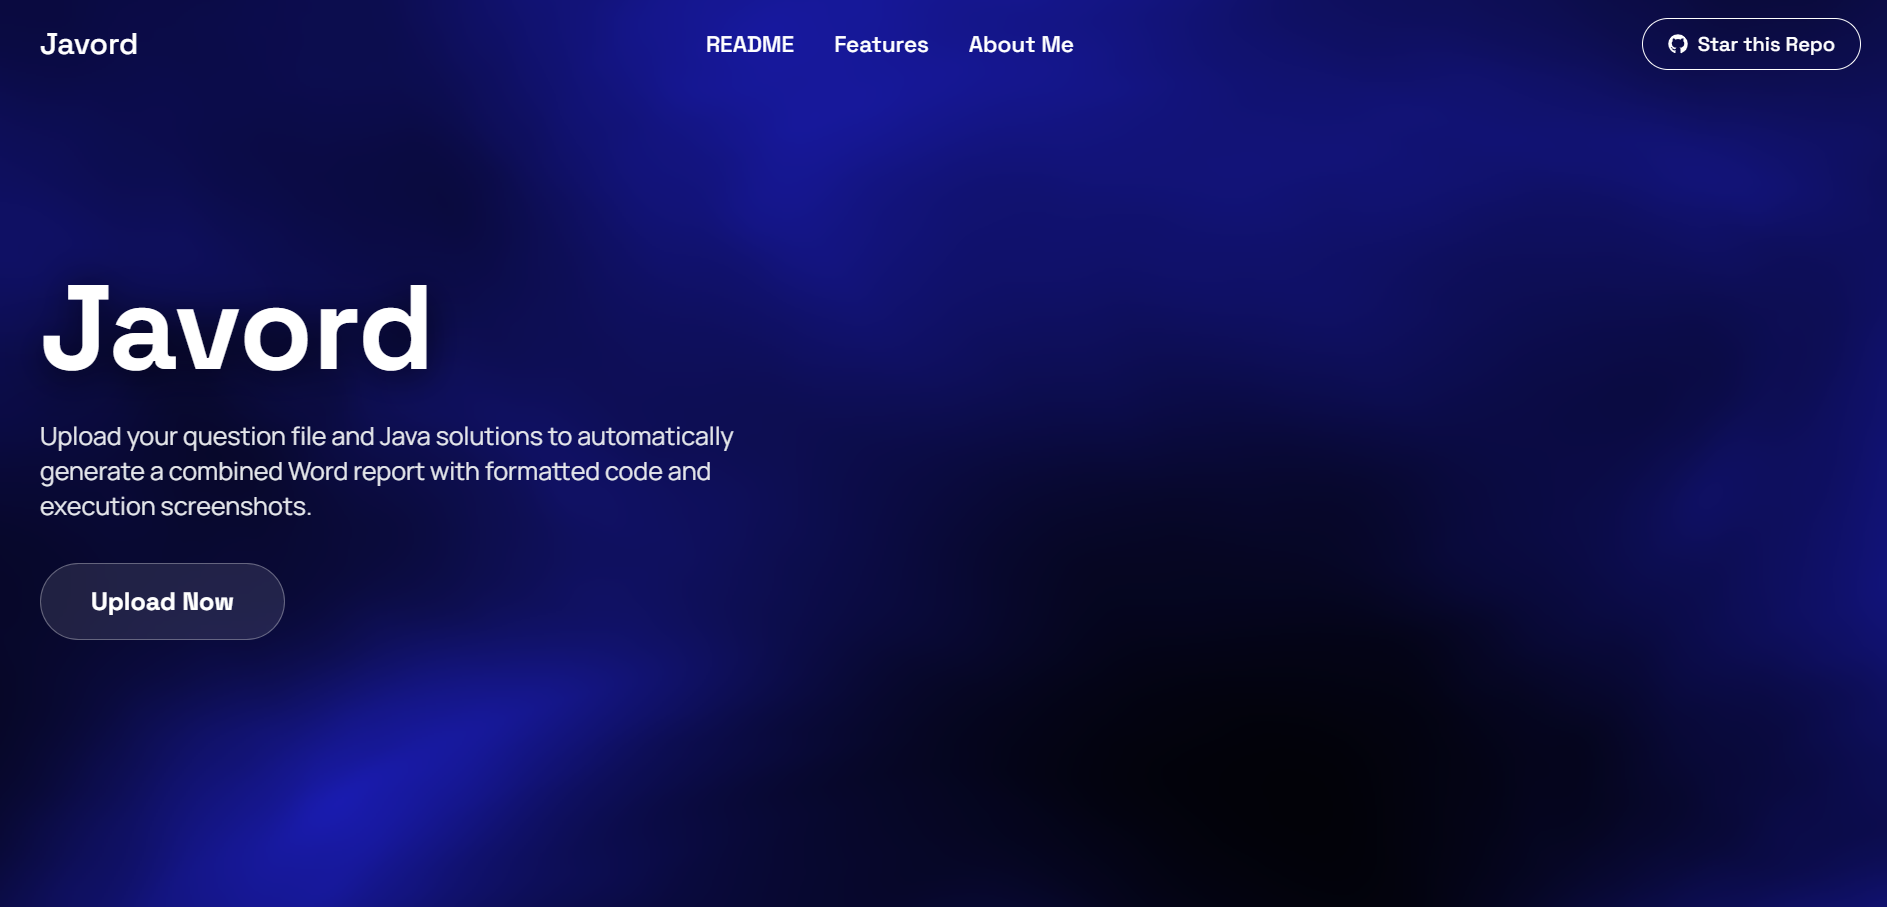 Javord
README
Features
About Me
Star this Repo
Javord
Upload your question file and Java solutions to automatically
generate a combined Word report with formatted code and
execution screenshots.
Upload Now